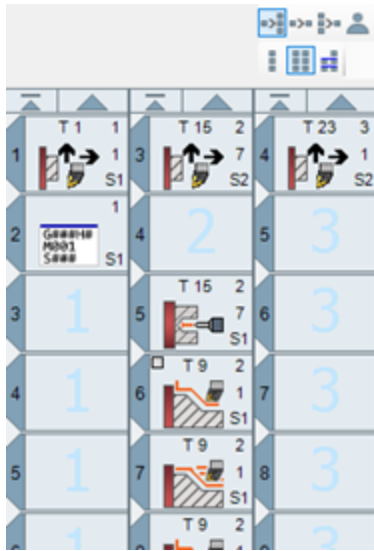 T 1 1
1 1
S1
T 15 2
3 7
S2
T 23 3
4 1
S2
1
2 G###H#
M001
S### S1
4 2
5 3
3 1
T 15 2
5 7
S1
6 3
4 1
T 9 2
6 1
S1
7 3
5 1
T 9 2
7 1
S1
8 3
T 9 2